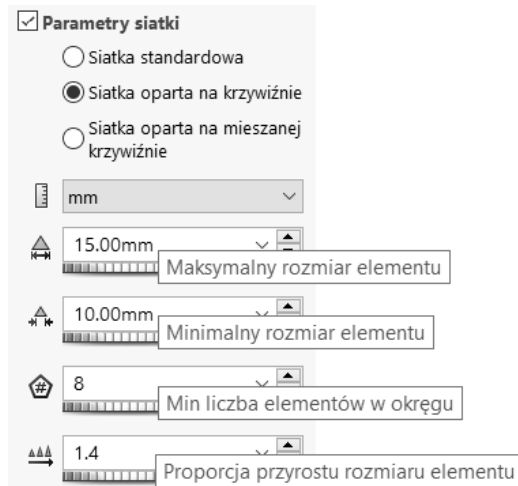 Parametry siatki
Siatka standardowa
Siatka oparta na krzywiźnie
Siatka oparta na mieszanej
krzywiźnie
mm
15.00mm
Maksymalny rozmiar elementu
10.00mm
Minimalny rozmiar elementu
8
Min liczba elementów w okręgu
1.4
Proporcja przyrostu rozmiaru elementu